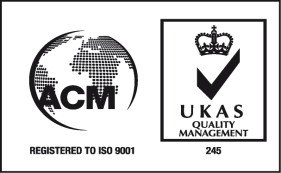 ACM
REGISTERED TO ISO 9001
UKAS
QUALITY
MANAGEMENT
245